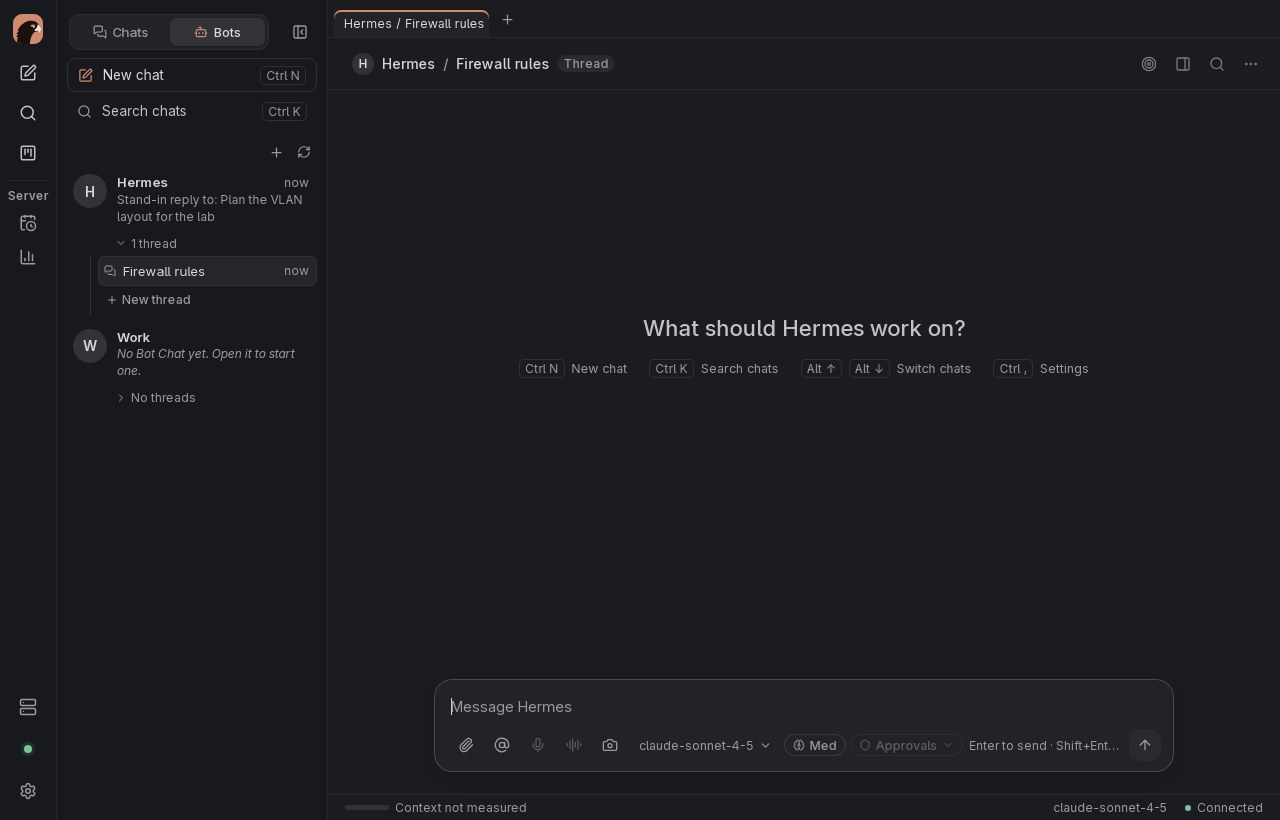 Chats
Bots
New chat
Ctrl N
Search chats
Ctrl K
Server
H
Hermes
now
Stand-in reply to: Plan the VLAN
layout for the lab
1 thread
Firewall rules
now
New thread
W
Work
No Bot Chat yet. Open it to start
one.
No threads
Hermes / Firewall rules
H
Hermes / Firewall rules
Thread
What should Hermes work on?
Ctrl N New chat Ctrl K Search chats Alt ↑ Alt ↓ Switch chats Ctrl , Settings
Message Hermes
claude-sonnet-4-5
Med
Approvals
Enter to send · Shift+Ent…
Context not measured
claude-sonnet-4-5
Connected